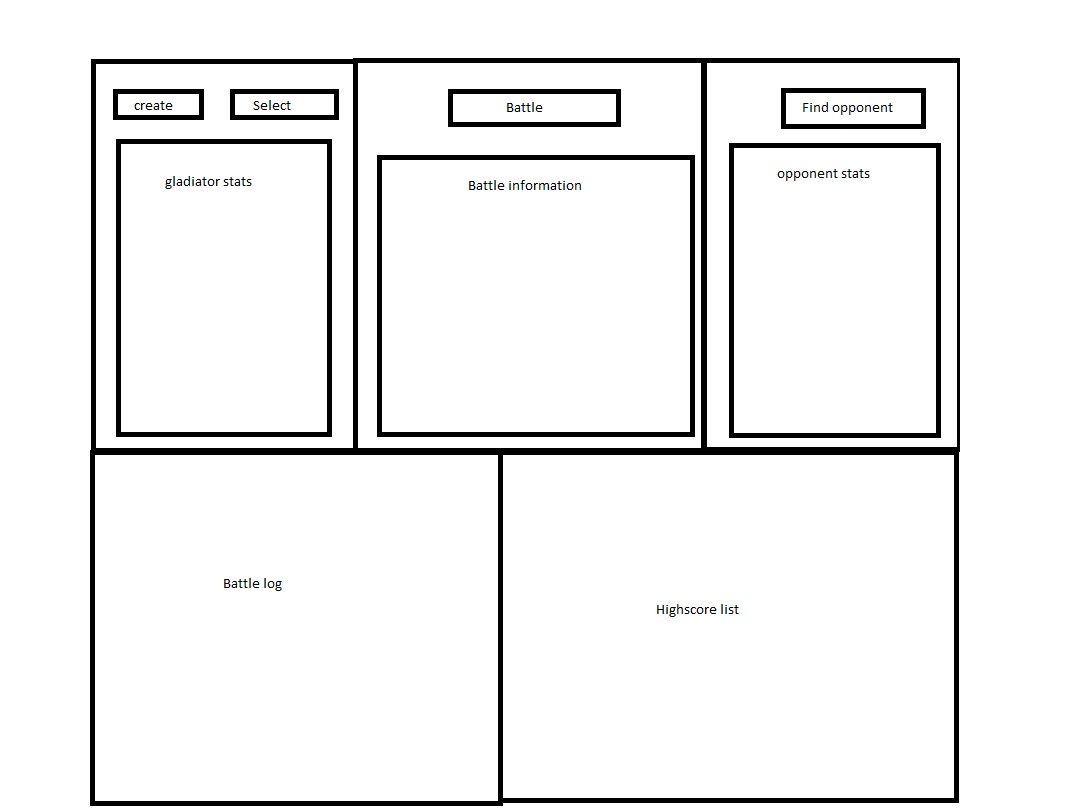 create
Select
Battle
Find opponent
gladiator stats
Battle information
opponent stats
Battle log
Highscore list